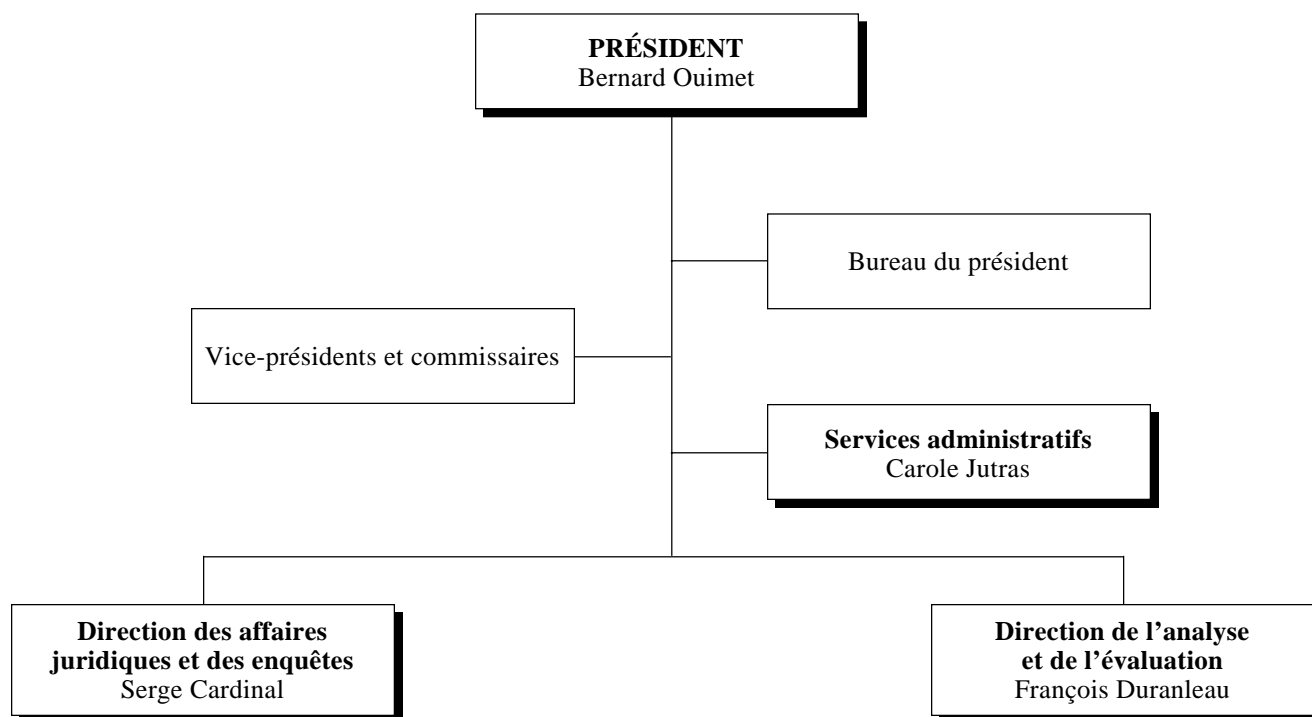 PRÉSIDENT
Bernard Ouimet
Bureau du président
Vice-présidents et commissaires
Services administratifs
Carole Jutras
Direction des affaires
juridiques et des enquêtes
Serge Cardinal
Direction de l’analyse
et de l’évaluation
François Duranleau